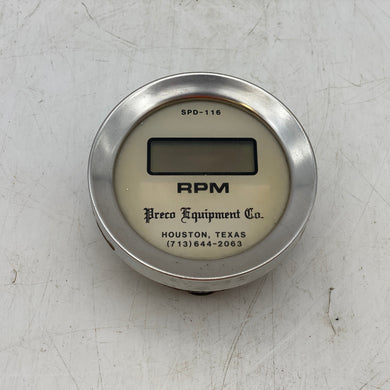 SPD-116
RPM
Preco Equipment Co.
HOUSTON, TEXAS
(713)644-2063